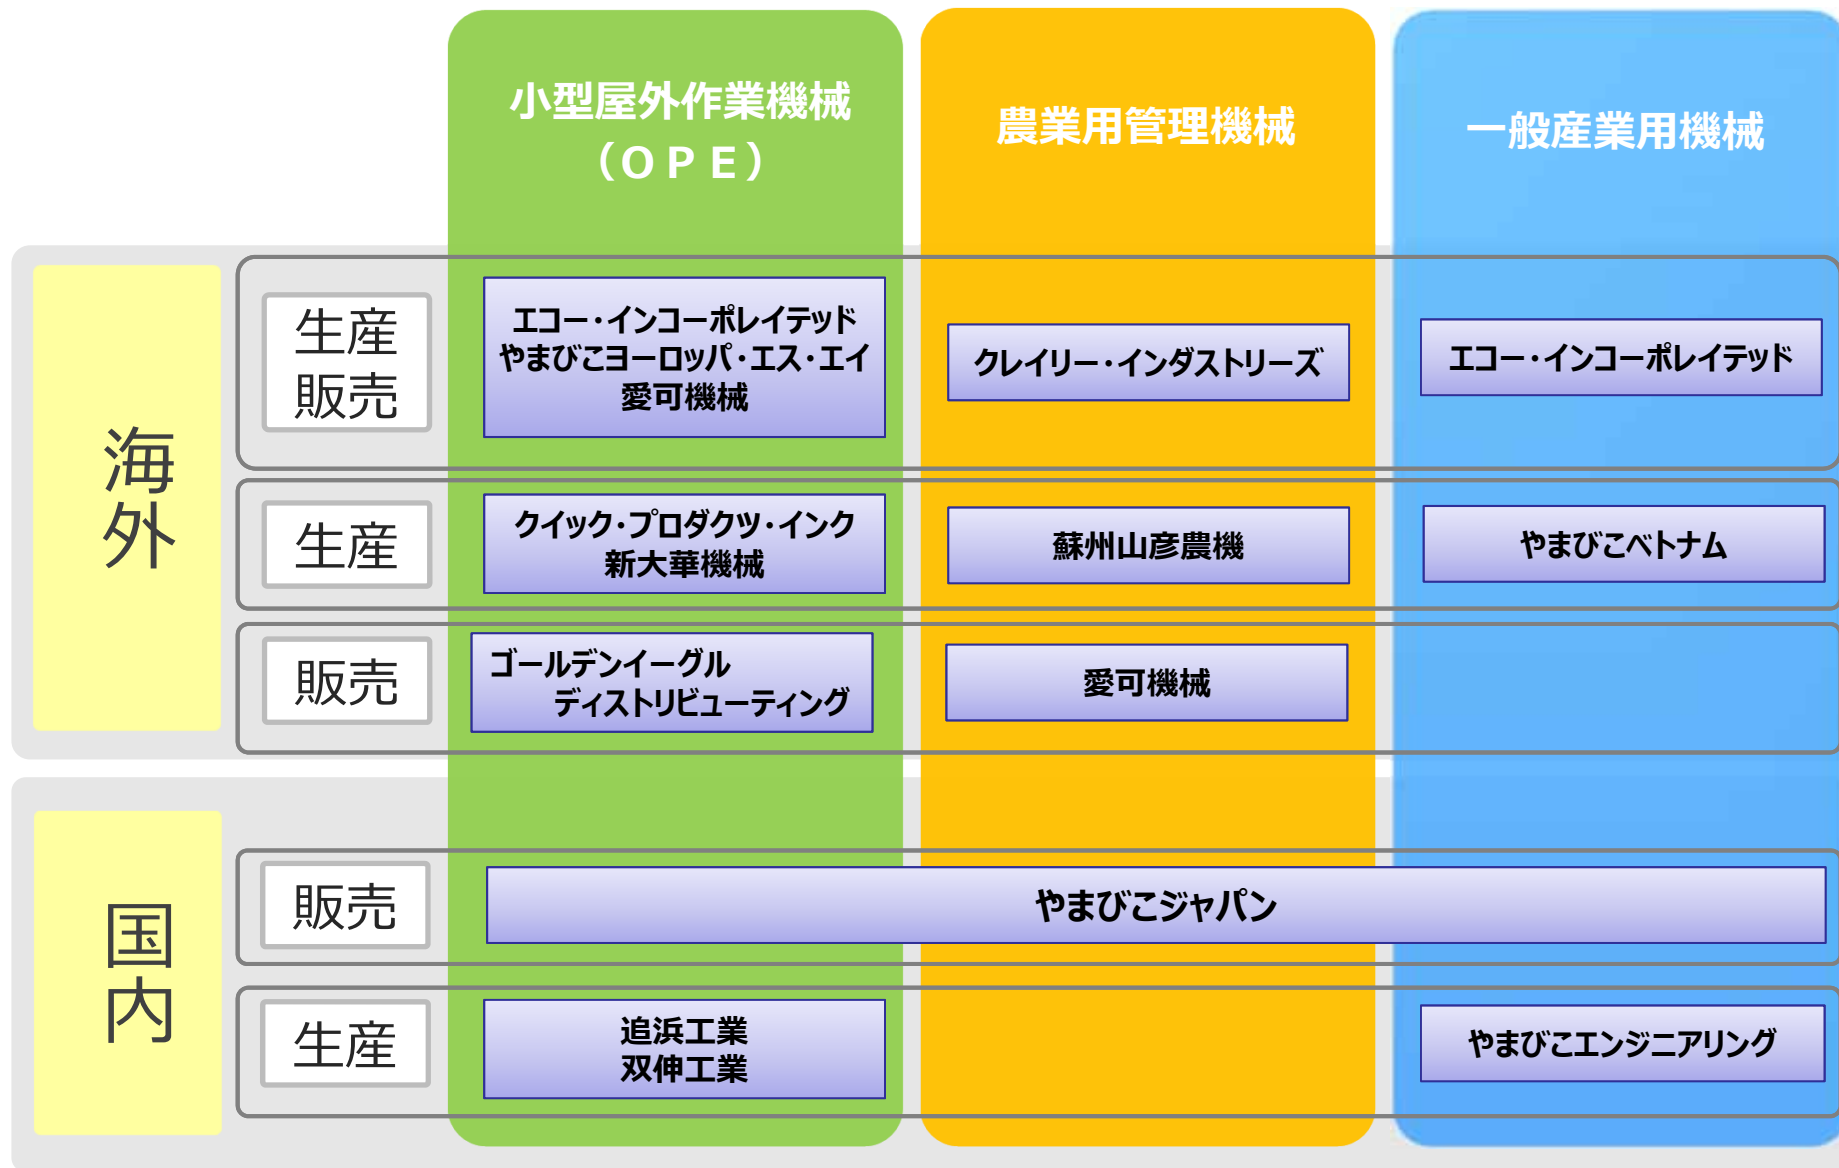 小型屋外作業機械
（ＯＰＥ）
農業用管理機械
一般産業用機械
海外
生産
販売
エコー・インコーポレイテッド
やまびこヨーロッパ・エス・エイ
愛可機械
クレイリー・インダストリーズ
エコー・インコーポレイテッド
生産
クイック・プロダクツ・インク
新大華機械
蘇州山彦農機
やまびこベトナム
販売
ゴールデンイーグル
ディストリビューティング
愛可機械
国内
販売
やまびこジャパン
生産
追浜工業
双伸工業
やまびこエンジニアリング